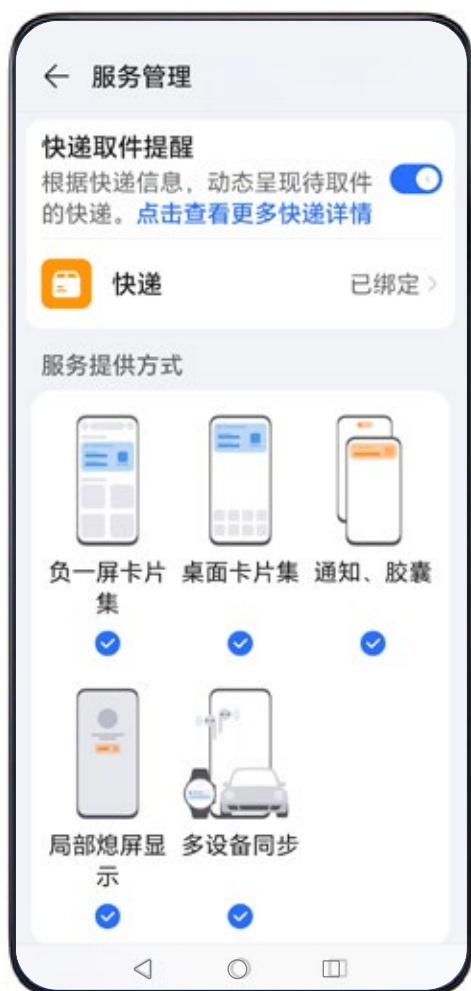 服务管理
快递取件提醒
根据快递信息，动态呈现待取件
的快递。点击查看更多快递详情
快递 已绑定
服务提供方式
负一屏卡片 桌面卡片集 通知、胶囊
集
局部熄屏显 多设备同步
示